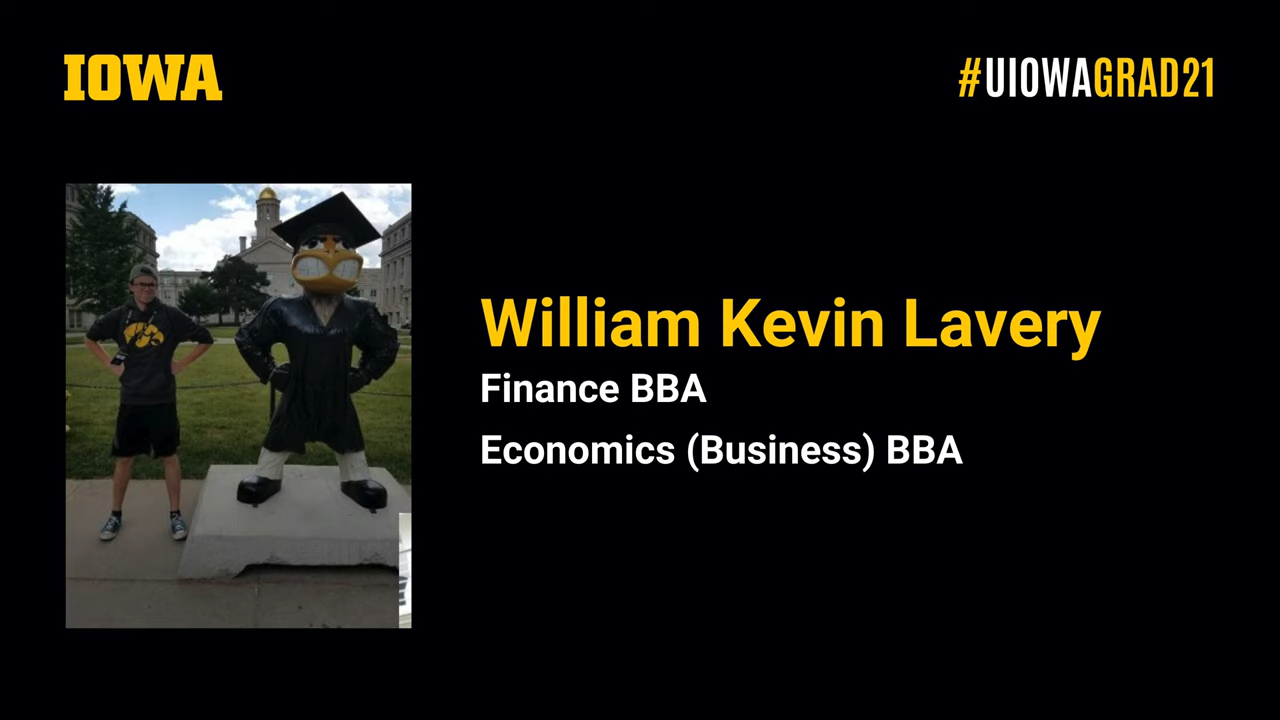 IOWA
#UIOWAGRAD21
William Kevin Lavery
Finance BBA
Economics (Business) BBA